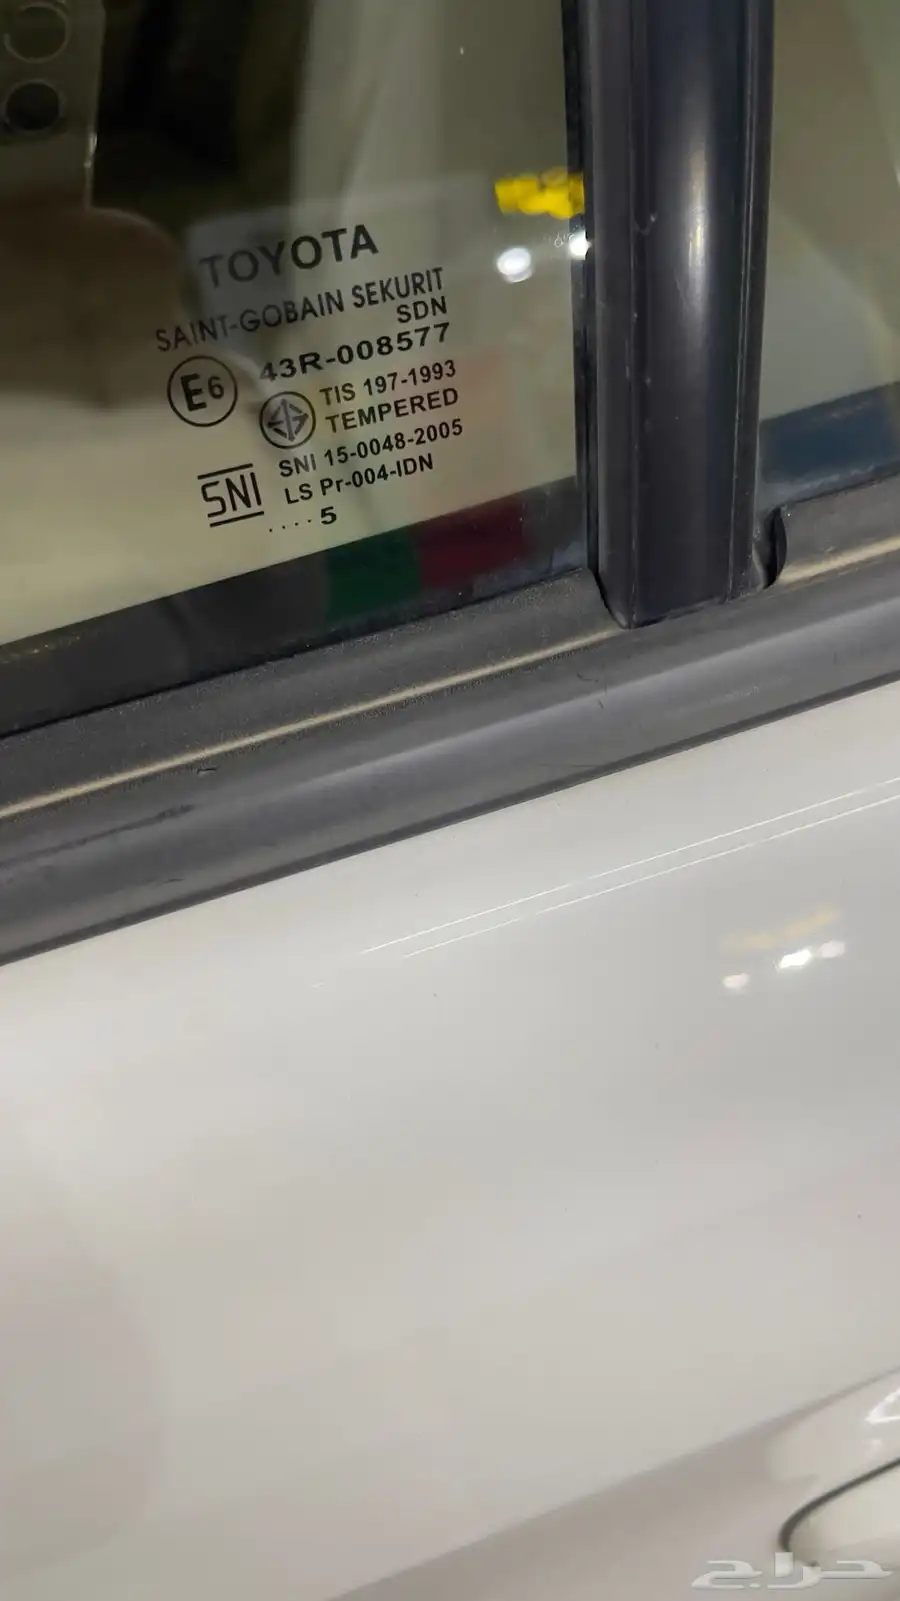 TOYOTA
SAINT-GOBAIN SEKURIT
SDN
E6 43R-008577
TIS 197-1993
TEMPERED
SNI SNI 15-0048-2005
LS Pr-004-IDN
.... 5
حراج